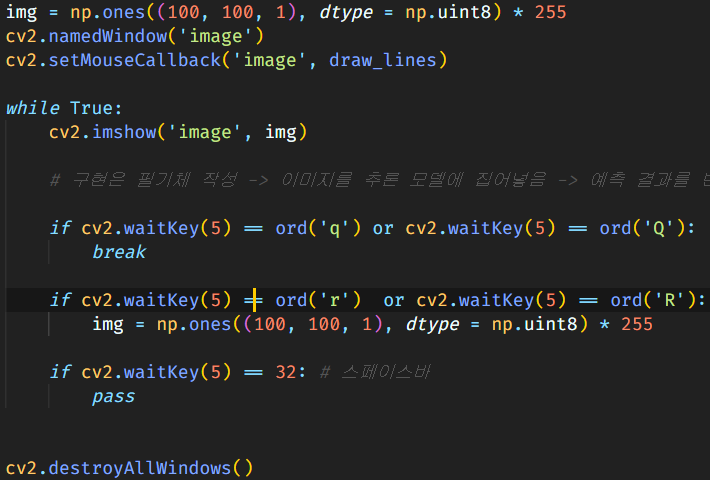 img = np.ones((100, 100, 1), dtype = np.uint8) * 255
cv2.namedWindow('image')
cv2.setMouseCallback('image', draw_lines)
while True:
cv2.imshow('image', img)
# 구현은 필기체 작성 -> 이미지를 추론 모델에 집어넣음 -> 예측 결과를
if cv2.waitKey(5) == ord('q') or cv2.waitKey(5) == ord('Q'):
break
if cv2.waitKey(5) == ord('r')  or cv2.waitKey(5) == ord('R'):
img = np.ones((100, 100, 1), dtype = np.uint8) * 255
if cv2.waitKey(5) == 32: # 스페이스바
pass
cv2.destroyAllWindows()